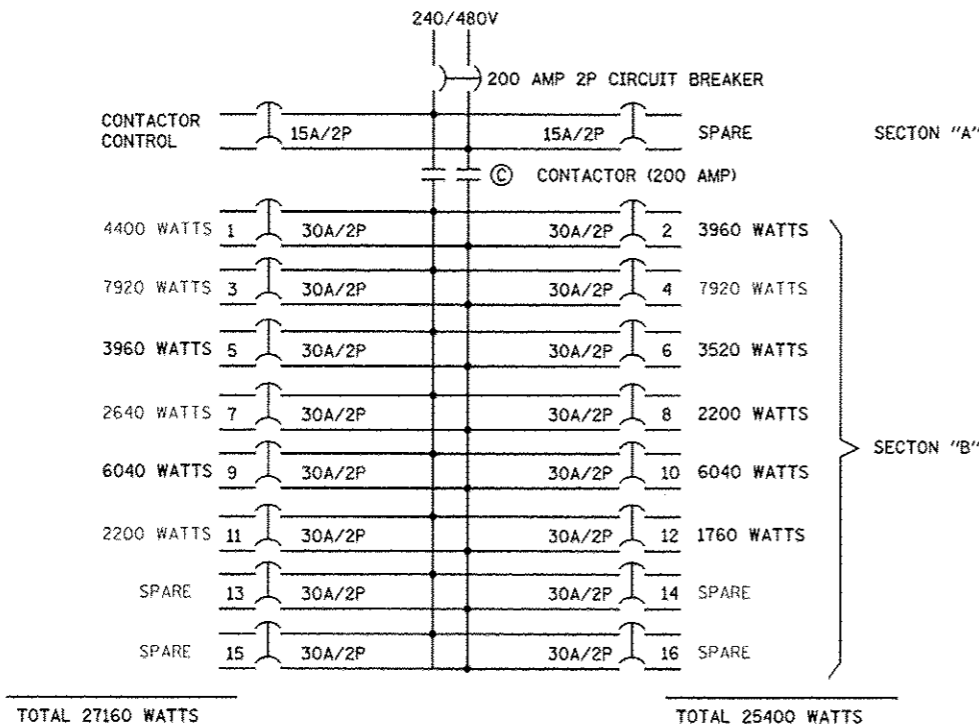 240/480V
200 AMP 2P CIRCUIT BREAKER
CONTACTOR CONTROL 15A/2P 15A/2P SPARE SECTON "A"
C CONTACTOR (200 AMP)
4400 WATTS 1 30A/2P 30A/2P 2 3960 WATTS
7920 WATTS 3 30A/2P 30A/2P 4 7920 WATTS
3960 WATTS 5 30A/2P 30A/2P 6 3520 WATTS
2640 WATTS 7 30A/2P 30A/2P 8 2200 WATTS
SECTON "B"
6040 WATTS 9 30A/2P 30A/2P 10 6040 WATTS
2200 WATTS 11 30A/2P 30A/2P 12 1760 WATTS
SPARE 13 30A/2P 30A/2P 14 SPARE
SPARE 15 30A/2P 30A/2P 16 SPARE
TOTAL 27160 WATTS TOTAL 25400 WATTS